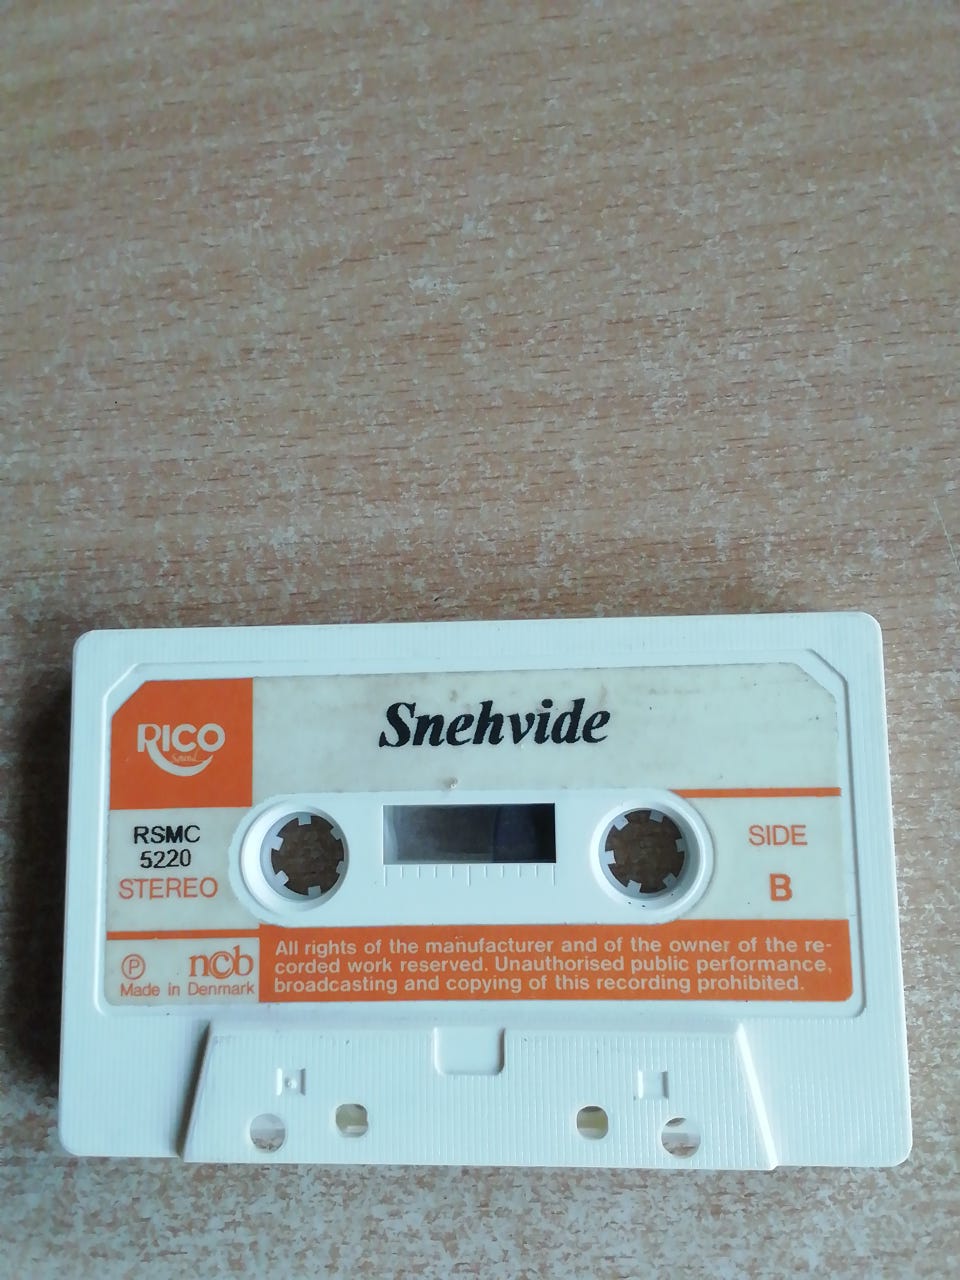 Snehvide
RICO
Sound
RSMC
5220
STEREO
SIDE
B
Ⓟ ncb
Made in Denmark
All rights of the manufacturer and of the owner of the re-
corded work reserved. Unauthorised public performance,
broadcasting and copying of this recording prohibited.